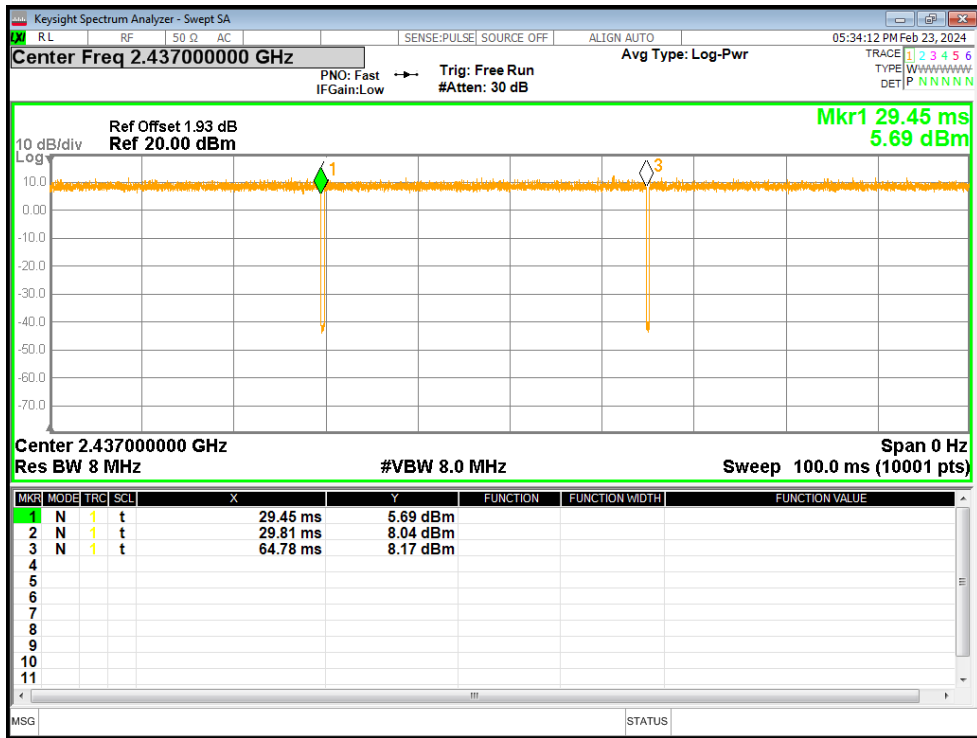 Keysight Spectrum Analyzer - Swept SA
LXI RL RF 50 Ω AC SENSE:PULSE SOURCE OFF ALIGN AUTO 05:34:12 PM Feb 23, 2024
Center Freq 2.437000000 GHz
PNO: Fast
IFGain:Low
Trig: Free Run
#Atten: 30 dB
Avg Type: Log-Pwr
TRACE 1 2 3 4 5 6
TYPE WWWWWW
DET P N N N N N
Mkr1 29.45 ms
5.69 dBm
10 dB/div
Log
Ref Offset 1.93 dB
Ref 20.00 dBm
1
3
10.0
0.00
-10.0
-20.0
-30.0
-40.0
-50.0
-60.0
-70.0
Center 2.437000000 GHz Span 0 Hz
Res BW 8 MHz #VBW 8.0 MHz Sweep 100.0 ms (10001 pts)
MKR MODE TRC SCL X Y FUNCTION FUNCTION WIDTH FUNCTION VALUE
1 N 1 t 29.45 ms 5.69 dBm
2 N 1 t 29.81 ms 8.04 dBm
3 N 1 t 64.78 ms 8.17 dBm
4
5
6
7
8
9
10
11
MSG STATUS